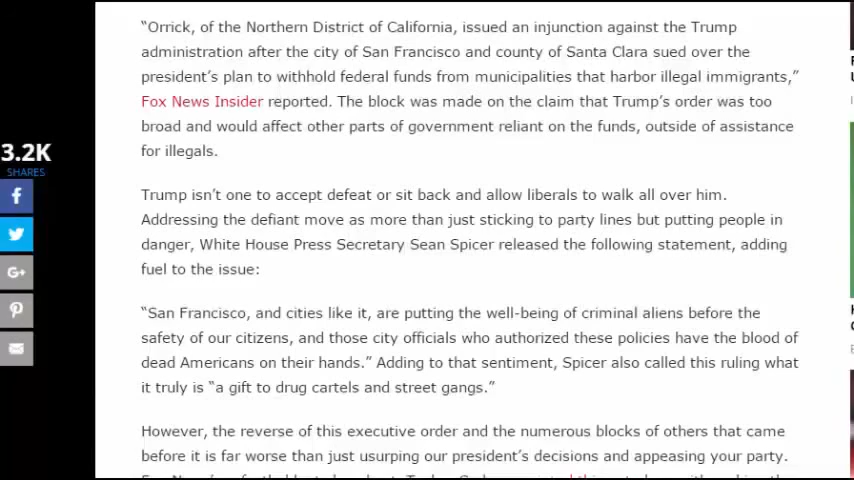 “Orrick, of the Northern District of California, issued an injunction against the Trump
administration after the city of San Francisco and county of Santa Clara sued over the
president’s plan to withhold federal funds from municipalities that harbor illegal immigrants,”
Fox News Insider reported. The block was made on the claim that Trump’s order was too
broad and would affect other parts of government reliant on the funds, outside of assistance
for illegals.
3.2K
SHARES
Trump isn’t one to accept defeat or sit back and allow liberals to walk all over him.
Addressing the defiant move as more than just sticking to party lines but putting people in
danger, White House Press Secretary Sean Spicer released the following statement, adding
fuel to the issue:
“San Francisco, and cities like it, are putting the well-being of criminal aliens before the
safety of our citizens, and those city officials who authorized these policies have the blood of
dead Americans on their hands.” Adding to that sentiment, Spicer also called this ruling what
it truly is “a gift to drug cartels and street gangs.”
However, the reverse of this executive order and the numerous blocks of others that came
before it is far worse than just usurping our president’s decisions and appeasing your party.